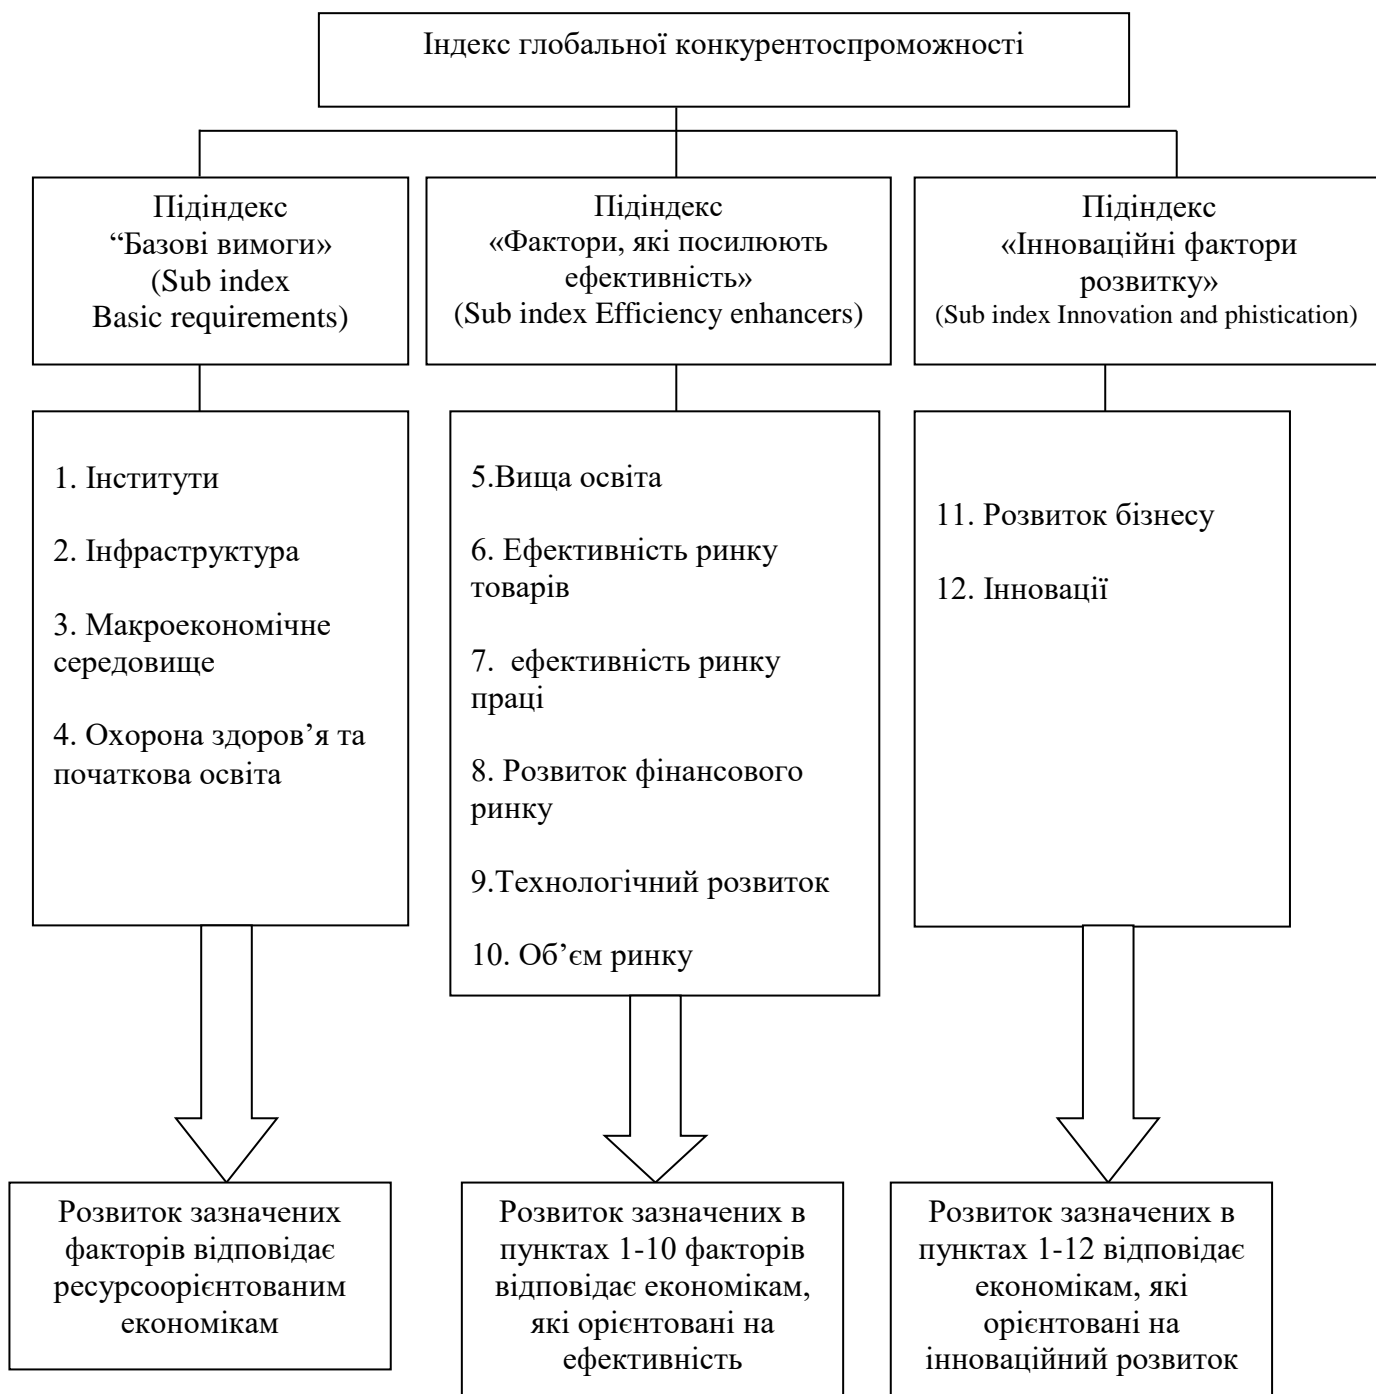 Індекс глобальної конкурентоспроможності
Підіндекс
“Базові вимоги»
(Sub index
Basic requirements)
Підіндекс
«Фактори, які посилюють
ефективність»
(Sub index Efficiency enhancers)
Підіндекс
«Інноваційні фактори
розвитку»
(Sub index Innovation and phistication)
1. Інститути
2. Інфраструктура
3. Макроекономічне
середовище
4. Охорона здоров’я та
початкова освіта
5.Вища освіта
6. Ефективність ринку
товарів
7.  ефективність ринку
праці
8. Розвиток фінансового
ринку
9.Технологічний розвиток
10. Об’єм ринку
11. Розвиток бізнесу
12. Інновації
Розвиток зазначених
факторів відповідає
ресурсоорієнтованим
економікам
Розвиток зазначених в
пунктах 1-10 факторів
відповідає економікам,
які орієнтовані на
ефективність
Розвиток зазначених в
пунктах 1-12 відповідає
економікам, які
орієнтовані на
інноваційний розвиток